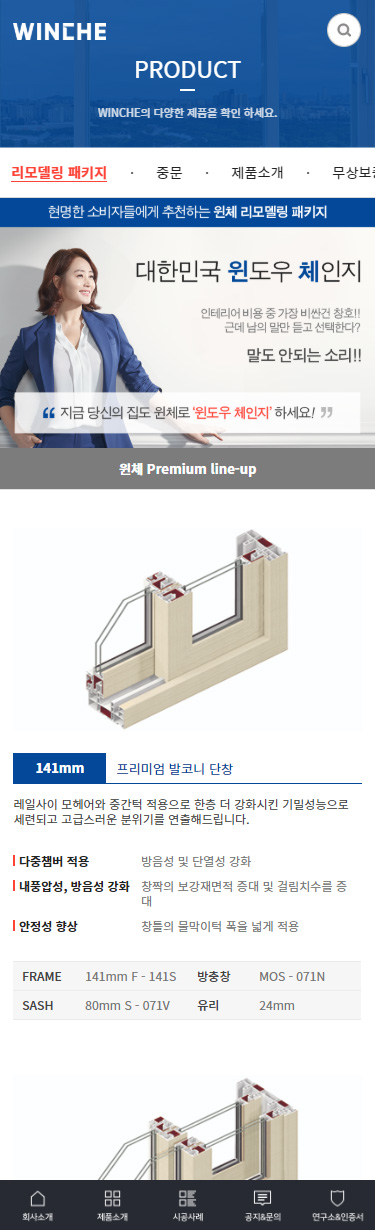 WINCHE
PRODUCT
WINCHE의 다양한 제품을 확인 하세요.
리모델링 패키지 · 중문 · 제품소개 · 무상보증
현명한 소비자들에게 추천하는 윈체 리모델링 패키지
대한민국 윈도우 체인지
인테리어 비용 중 가장 비싼건 창호!!
근데 남의 말만 듣고 선택한다?
말도 안되는 소리!!
“ 지금 당신의 집도 윈체로 ‘윈도우 체인지’ 하세요! ”
윈체 Premium line-up
141mm 프리미엄 발코니 단창
레일사이 모헤어와 중간턱 적용으로 한층 더 강화시킨 기밀성능으로
세련되고 고급스러운 분위기를 연출해드립니다.
다중챔버 적용 방음성 및 단열성 강화
내풍압성, 방음성 강화 창짝의 보강재면적 증대 및 걸림치수를 증
대
안정성 향상 창틀의 물막이턱 폭을 넓게 적용
FRAME 141mm F - 141S 방충창 MOS - 071N
SASH 80mm S - 071V 유리 24mm
회사소개 제품소개 시공사례 공지&문의 연구소&인증서